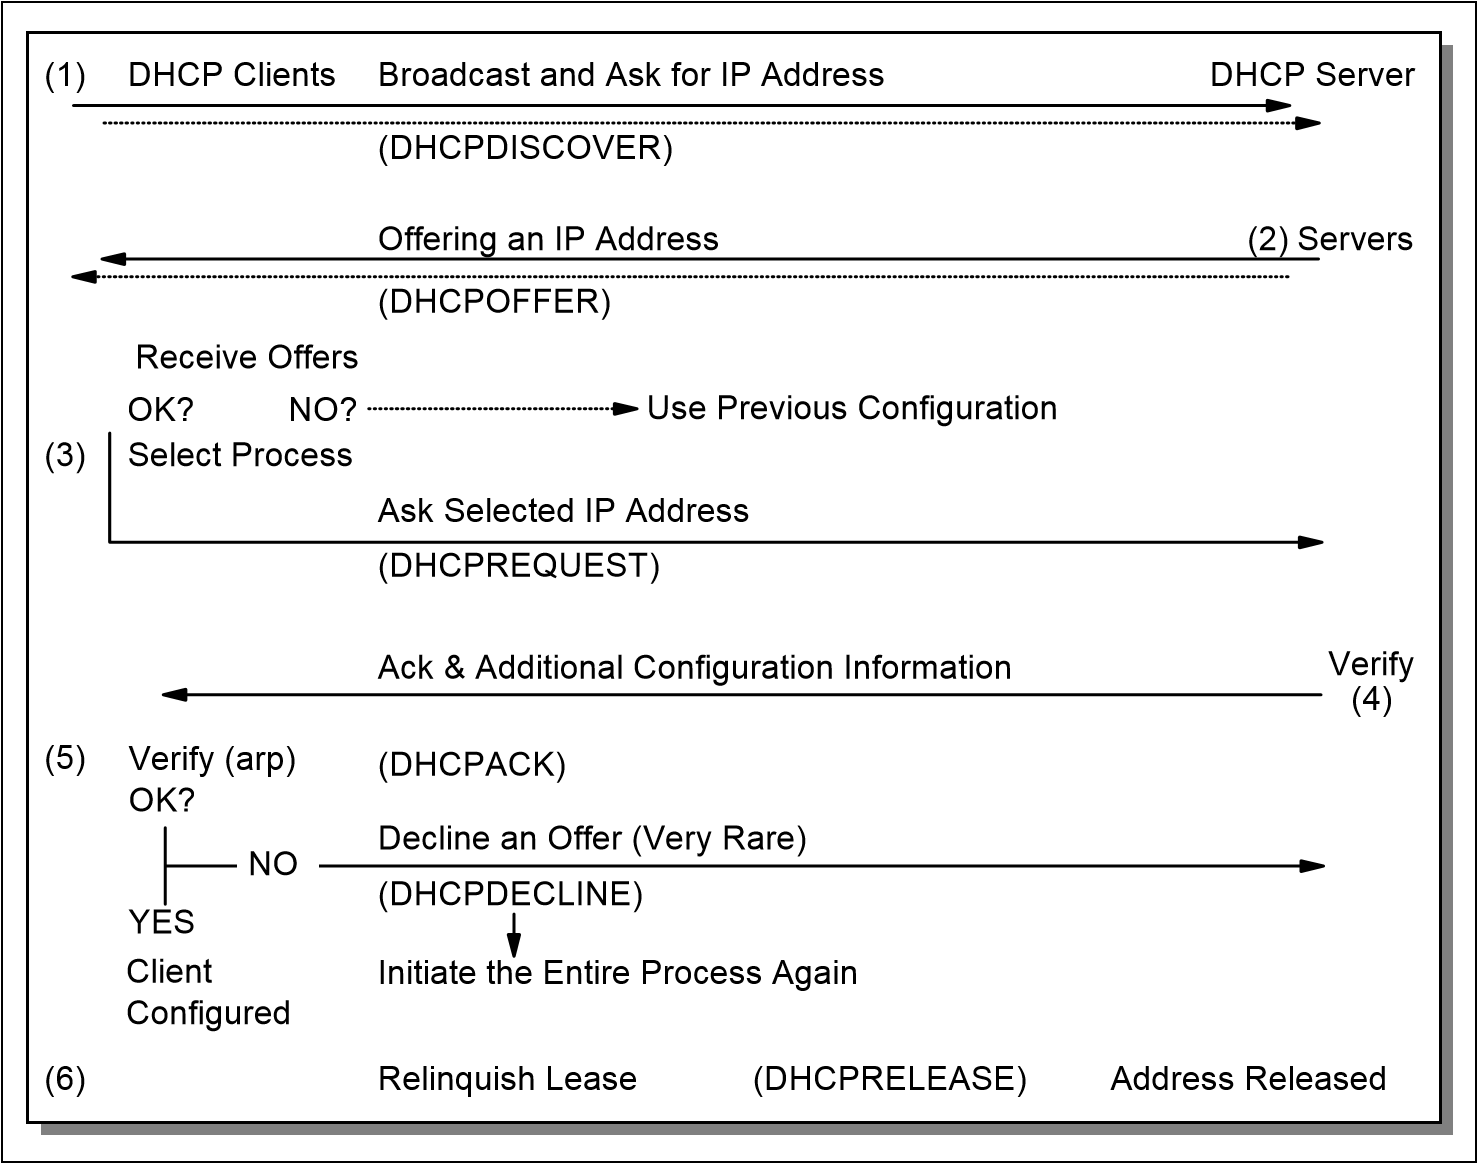 (1) DHCP Clients Broadcast and Ask for IP Address DHCP Server
(DHCPDISCOVER)
Offering an IP Address (2) Servers
(DHCPOFFER)
Receive Offers
OK? NO? Use Previous Configuration
(3) Select Process
Ask Selected IP Address
(DHCPREQUEST)
Ack & Additional Configuration Information Verify
(4)
(5) Verify (arp) (DHCPACK)
OK?
Decline an Offer (Very Rare)
NO
(DHCPDECLINE)
YES
Client Initiate the Entire Process Again
Configured
(6) Relinquish Lease (DHCPRELEASE) Address Released